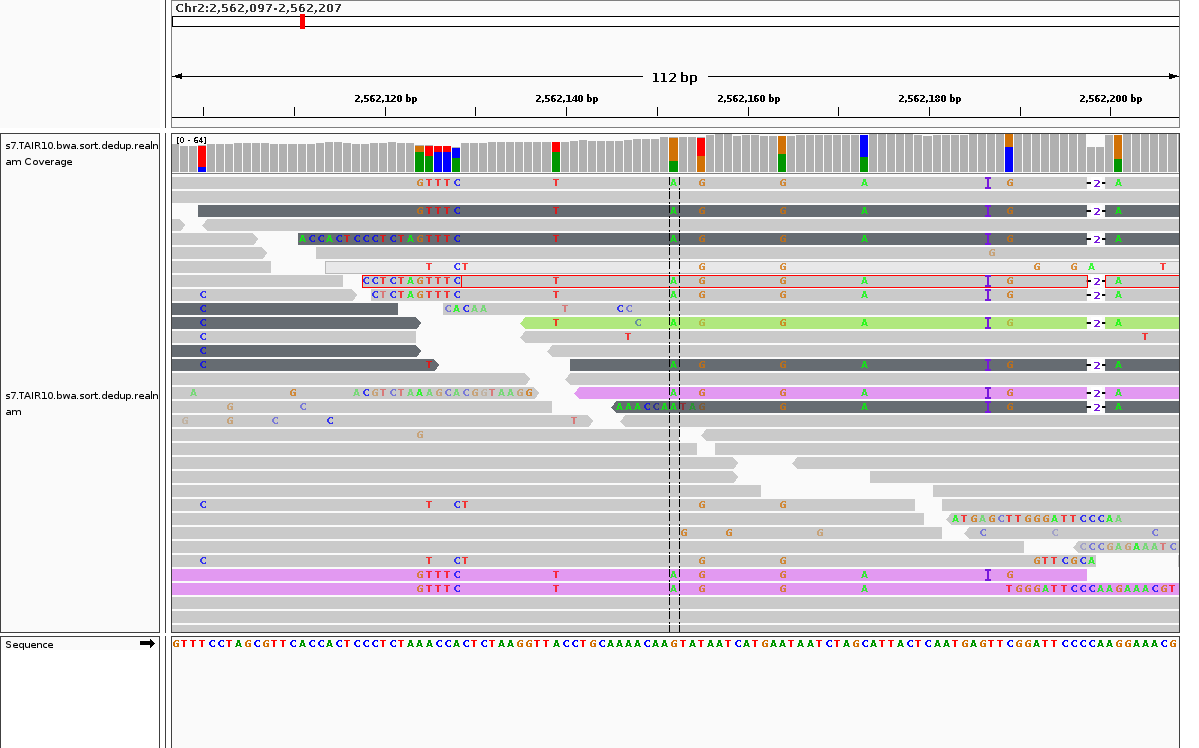 Chr2:2,562,097-2,562,207
112 bp
2,562,120 bp 2,562,140 bp 2,562,160 bp 2,562,180 bp 2,562,200 bp
s7.TAIR10.bwa.sort.dedup.realn
am Coverage
[0 - 64]
G T T T C T A G G A I G 2 A
G T T T C T A G G A I G 2 A
A C C A C T C C C T C T A G T T T C T A G G A I G 2 A
G
T C T G G G G A T
C C T C T A G T T T C T A G G A I G 2 A
C C T C T A G T T T C T A G G A I G 2 A
C C A C A A T C C
C T C A G G A I G 2 A
C T T
C
C T A G G A I G 2 A
s7.TAIR10.bwa.sort.dedup.realn
am
A G A C G T C T A A A G C A C G G T A A G G A G G A I G 2 A
G C A A A C C A A T G G A I G 2 A
G G C C T
G
C T C T G G
A T G A G C T T G G G A T T C C C A A
G G G C C C
C C C G A G A A A T C
C T C T G G G T T C G C A
G T T T C T A G G A I G
G T T T C T A G G A T G G G A T T C C C A A G A A A C G T
Sequence
GTTTCCTAGCGTTCACCACTCCCTCTAAACCACTCTAAGGTTACCTGCAAAACAAGTATAATCATGAATAATCTAGCATTACTCAATGAGTTCGGATTCCCCAAGGAAACG